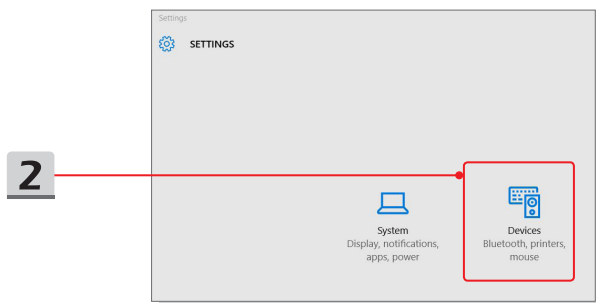 Settings
SETTINGS
2
System
Display, notifications,
apps, power
Devices
Bluetooth, printers,
mouse